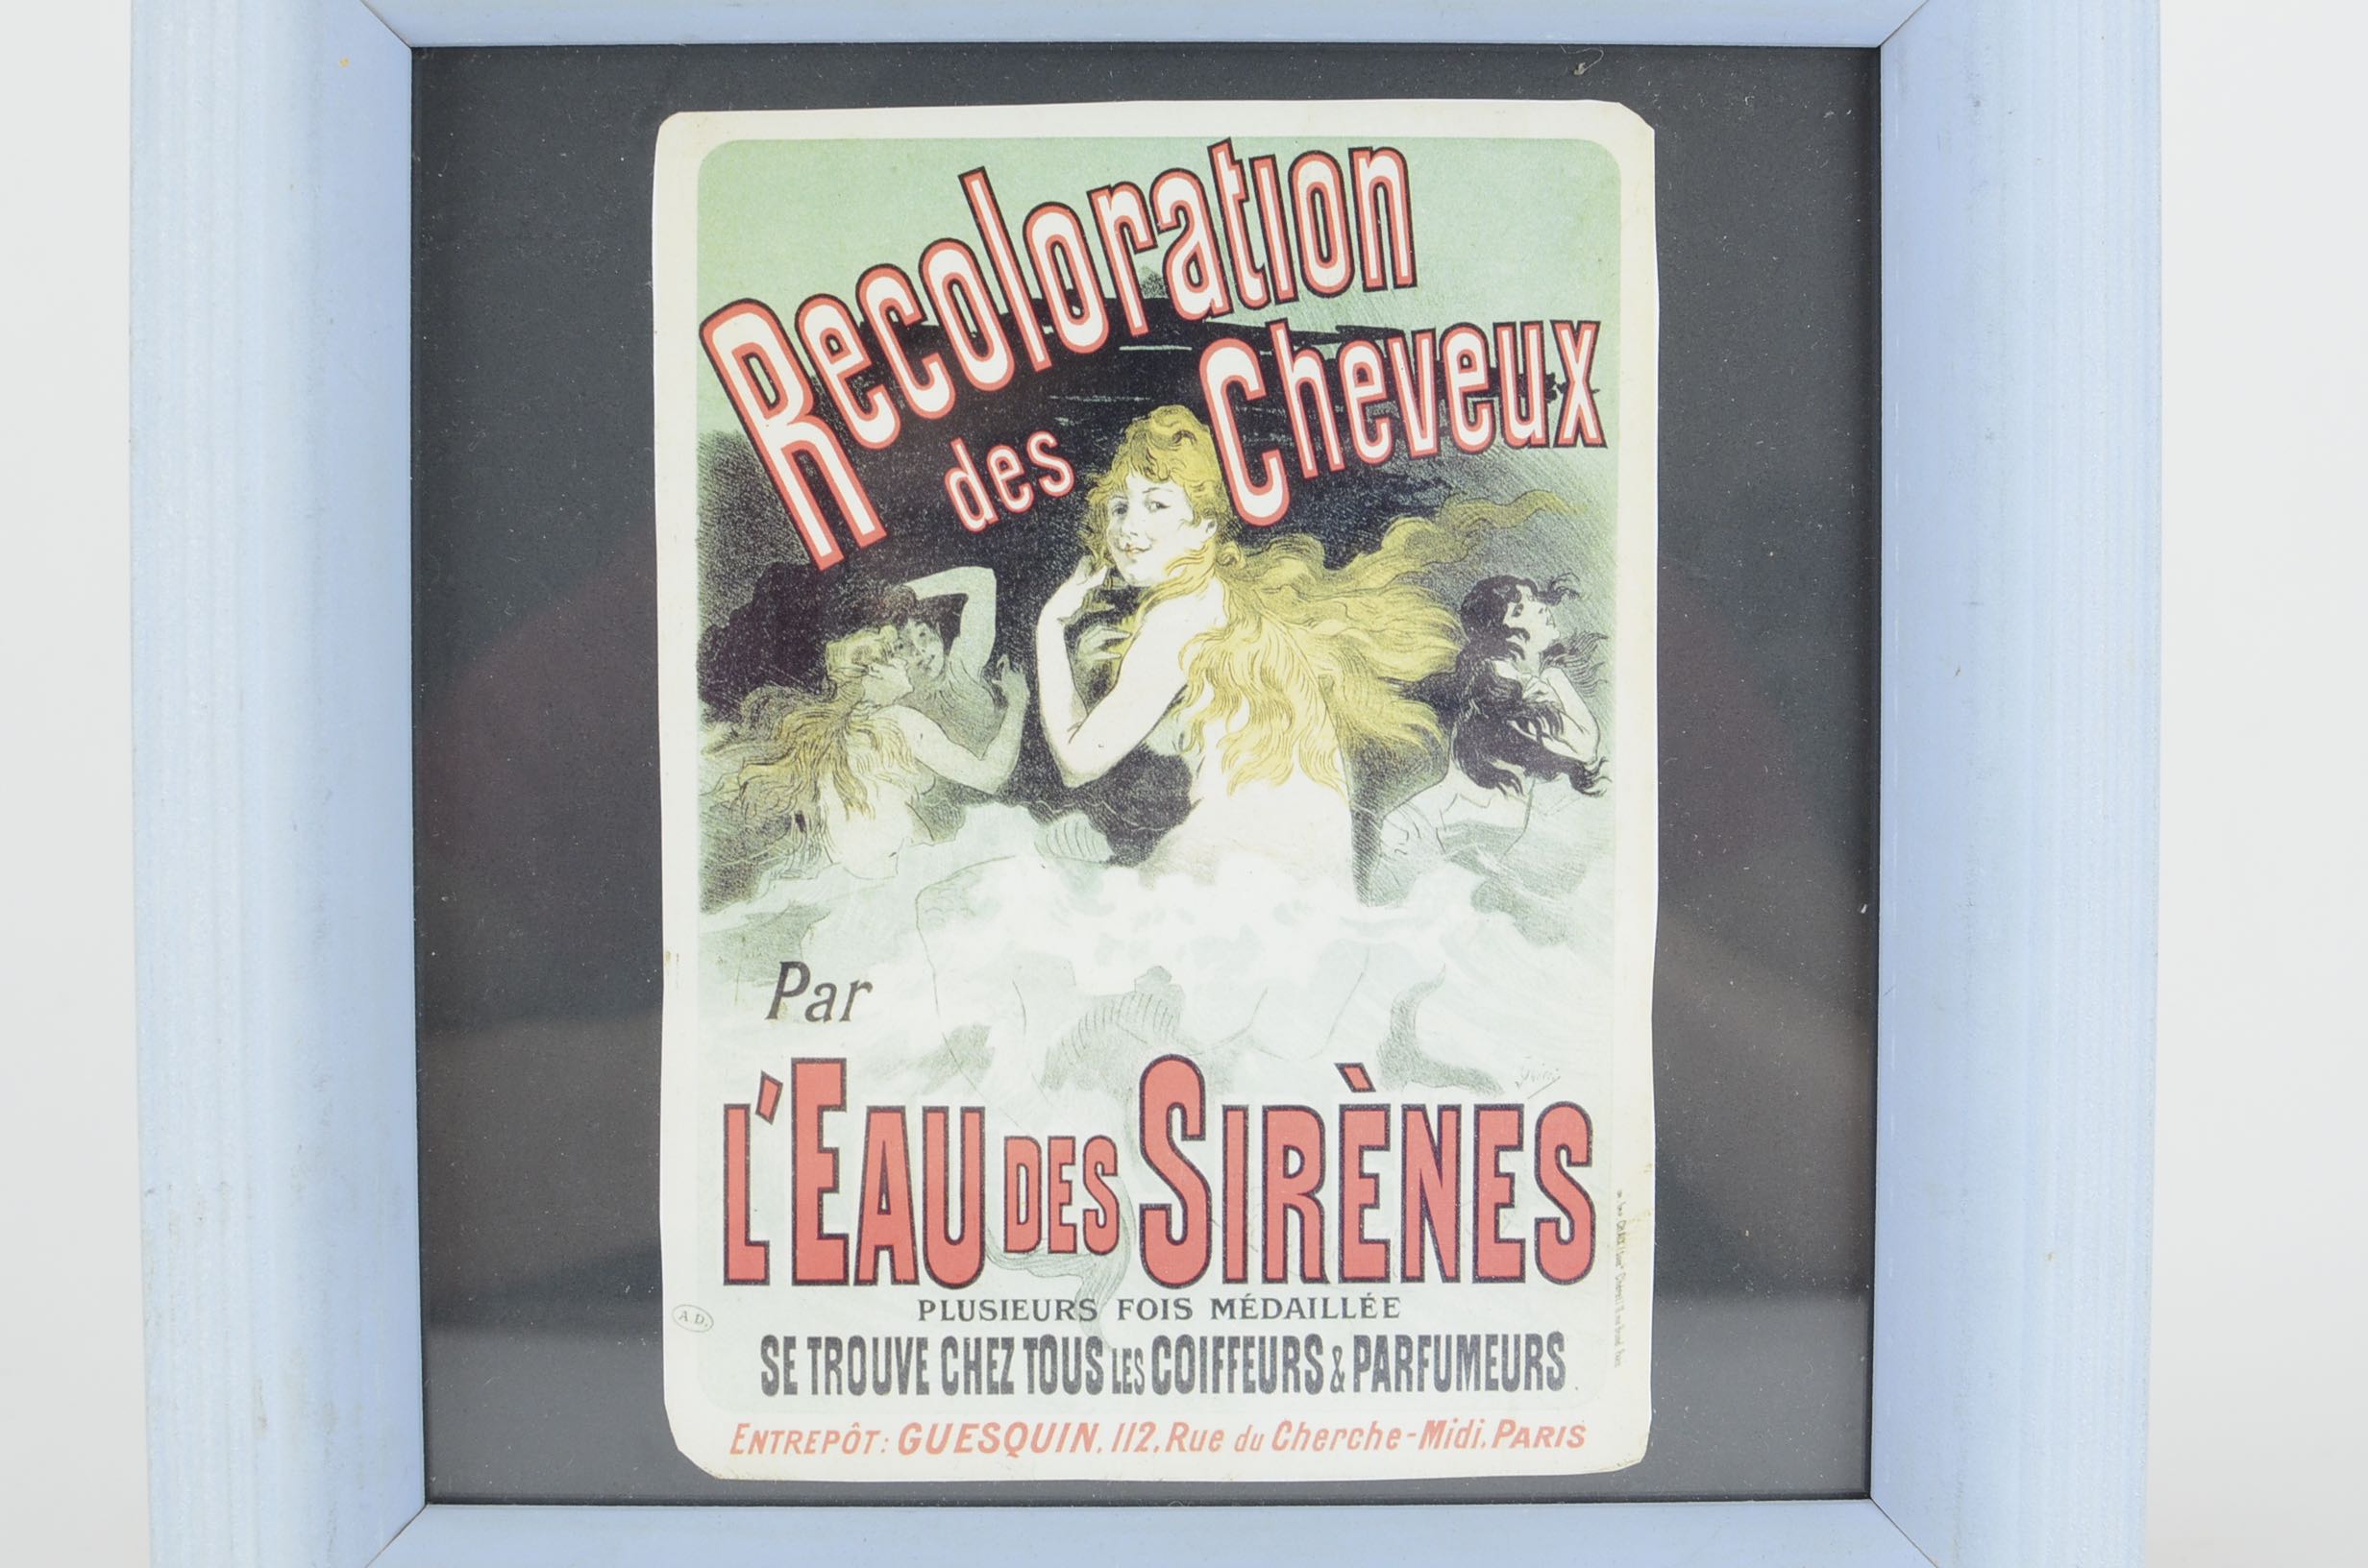 Recoloration
des Cheveux
Par
L'EAU DES SIRÈNES
PLUSIEURS FOIS MÉDAILLÉE
SE TROUVE CHEZ TOUS LES COIFFEURS & PARFUMEURS.
A D.
ENTREPÔT: GUESQUIN, 112, Rue du Cherche-Midi, PARIS